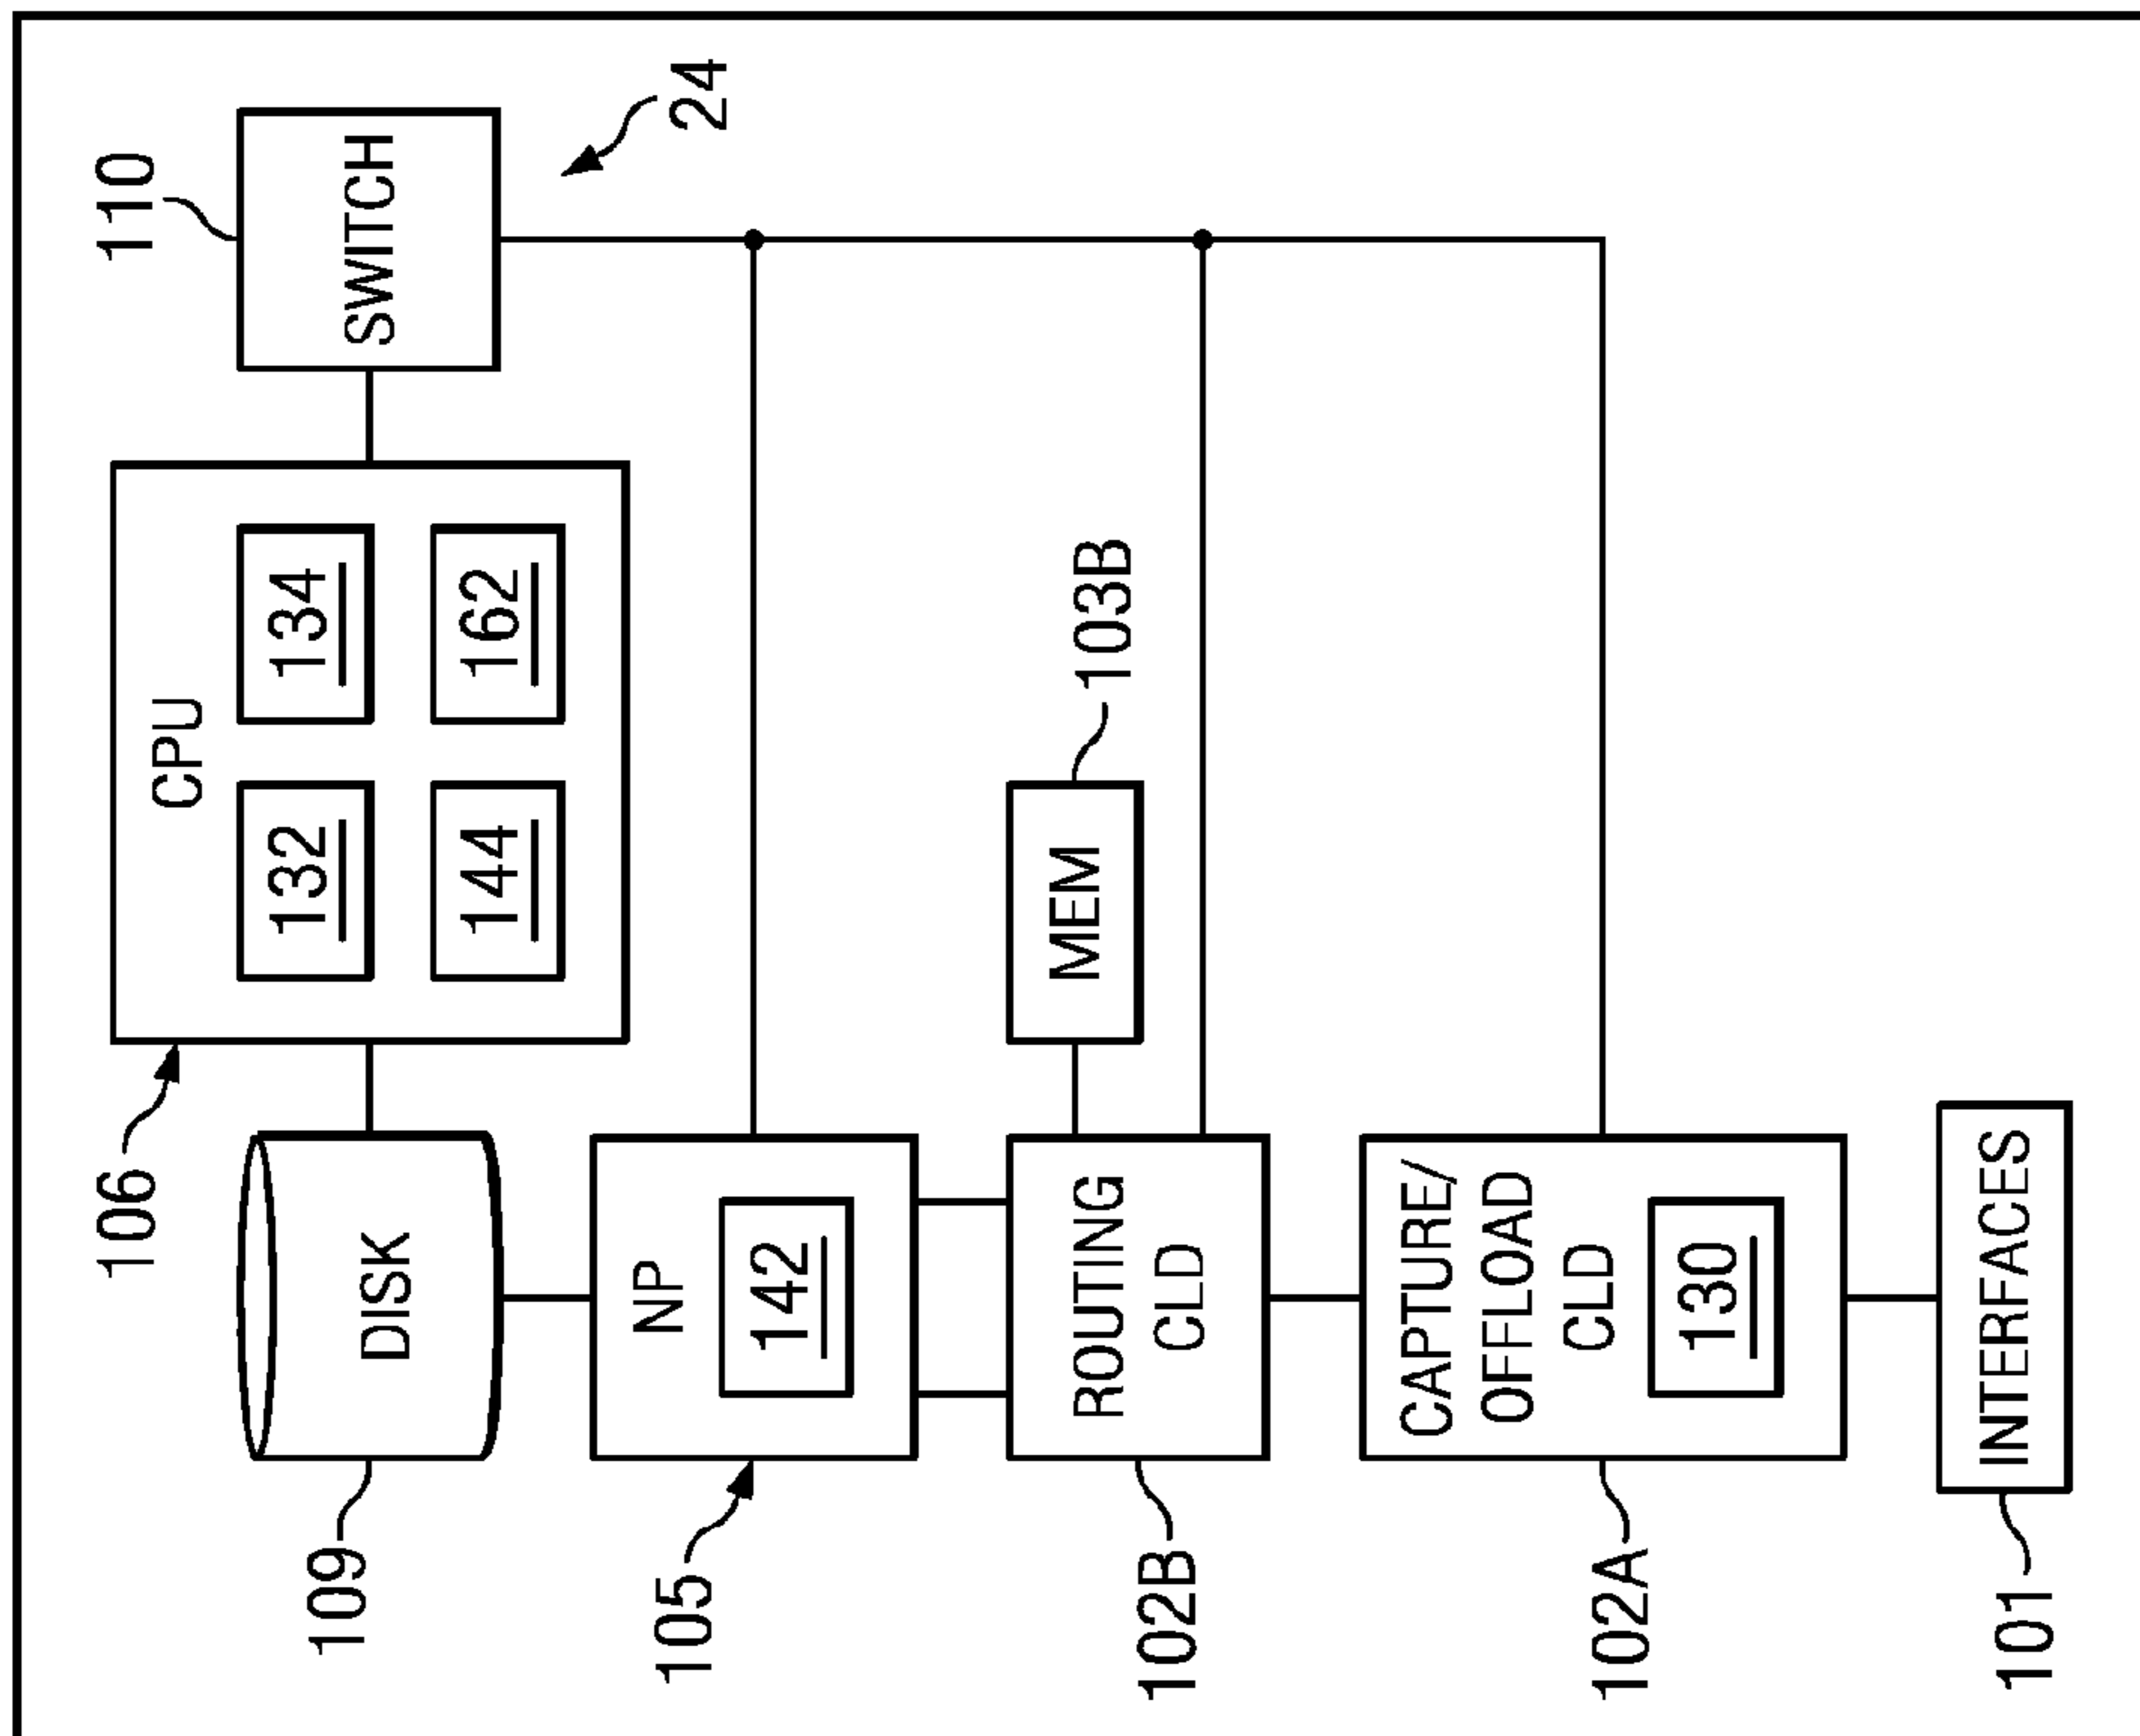 106
110
CPU
132
134
109
DISK
SWITCH
144
162
24
105
NP
142
MEM
103B
102B
ROUTING
CLD
102A
CAPTURE/
OFFLOAD
CLD
130
101
INTERFACES